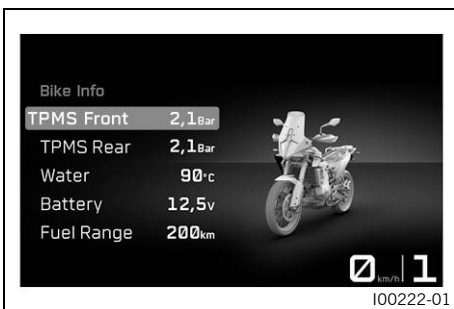 Bike Info
TPMS Front 2,1Bar
TPMS Rear 2,1Bar
Water 90°C
Battery 12,5V
Fuel Range 200km
0 km/h 1
I00222-01